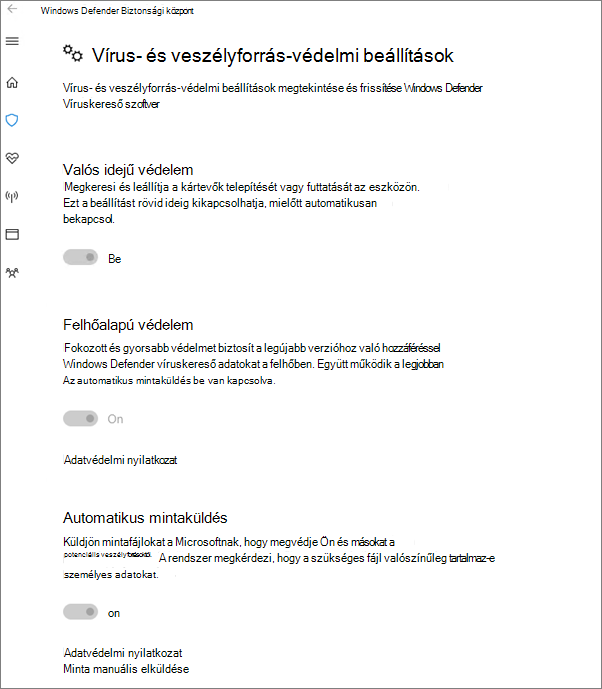 Windows Defender Biztonsági központ
Vírus- és veszélyforrás-védelmi beállítások
Vírus- és veszélyforrás-védelmi beállítások megtekintése és frissítése Windows Defender
Víruskereső szoftver
Valós idejű védelem
Megkeresi és leállítja a kártevők telepítését vagy futtatását az eszközön.
Ezt a beállítást rövid ideig kikapcsolhatja, mielőtt automatikusan
bekapcsol.
Be
Felhőalapú védelem
Fokozott és gyorsabb védelmet biztosít a legújabb verzióhoz való hozzáféréssel
Windows Defender víruskereső adatokat a felhőben. Együtt működik a legjobban
Az automatikus mintaküldés be van kapcsolva.
On
Adatvédelmi nyilatkozat
Automatikus mintaküldés
Küldjön mintafájlokat a Microsoftnak, hogy megvédje Ön és másokat a
potenciális veszélyforrásoktól. A rendszer megkérdezi, hogy a szükséges fájl valószínűleg tartalmaz-e
személyes adatokat.
on
Adatvédelmi nyilatkozat
Minta manuális elküldése